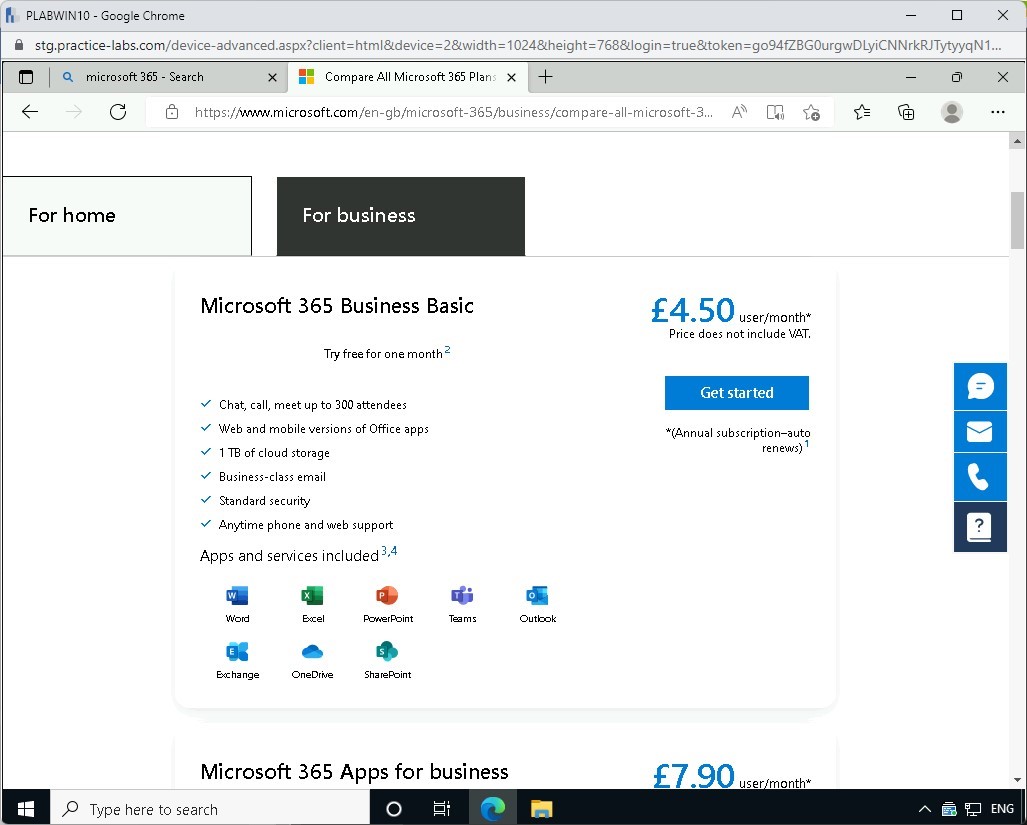 PLABWIN10 - Google Chrome
stg.practice-labs.com/device-advanced.aspx?client=html&device=2&width=1024&height=768&login=true&token=go94fZBG0urgwDLyiCNNrkRJTytyyqN1...
microsoft 365 - Search
Compare All Microsoft 365 Plans
https://www.microsoft.com/en-gb/microsoft-365/business/compare-all-microsoft-3...
For home
For business
Microsoft 365 Business Basic
£4.50 user/month*
Price does not include VAT.
Try free for one month 2
Get started
*(Annual subscription–auto
renews) 1
Chat, call, meet up to 300 attendees
Web and mobile versions of Office apps
1 TB of cloud storage
Business-class email
Standard security
Anytime phone and web support
Apps and services included 3,4
Word Excel PowerPoint Teams Outlook
Exchange OneDrive SharePoint
Microsoft 365 Apps for business
£7.90 user/month*
Type here to search
ENG